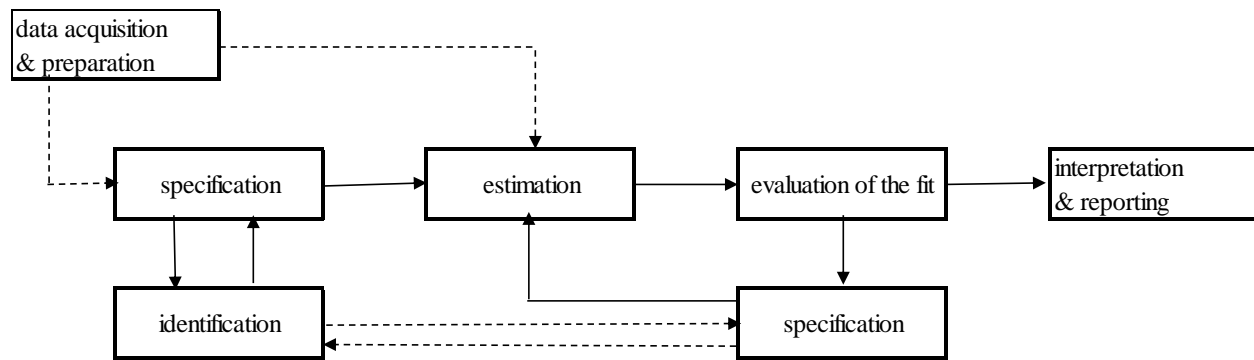 data acquisition
& preparation
specification
estimation
evaluation of the fit
interpretation
& reporting
identification
specification